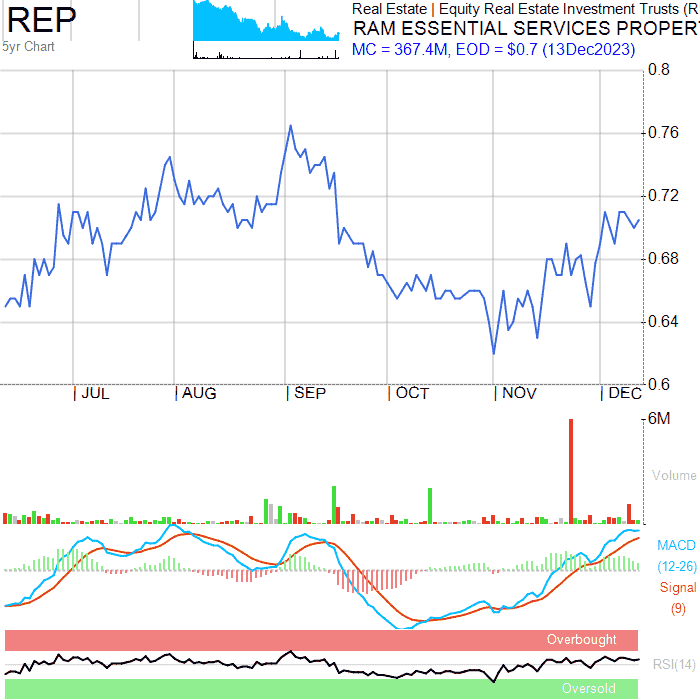 REP
5yr Chart
Real Estate | Equity Real Estate Investment Trusts (R
RAM ESSENTIAL SERVICES PROPER
MC = 367.4M, EOD = $0.7 (13Dec2023)
0.8
0.76
0.72
0.68
0.64
0.6
| JUL | AUG | SEP | OCT | NOV | DEC
6M
Volume
MACD
(12-26)
Signal
(9)
Overbought
RSI(14)
Oversold